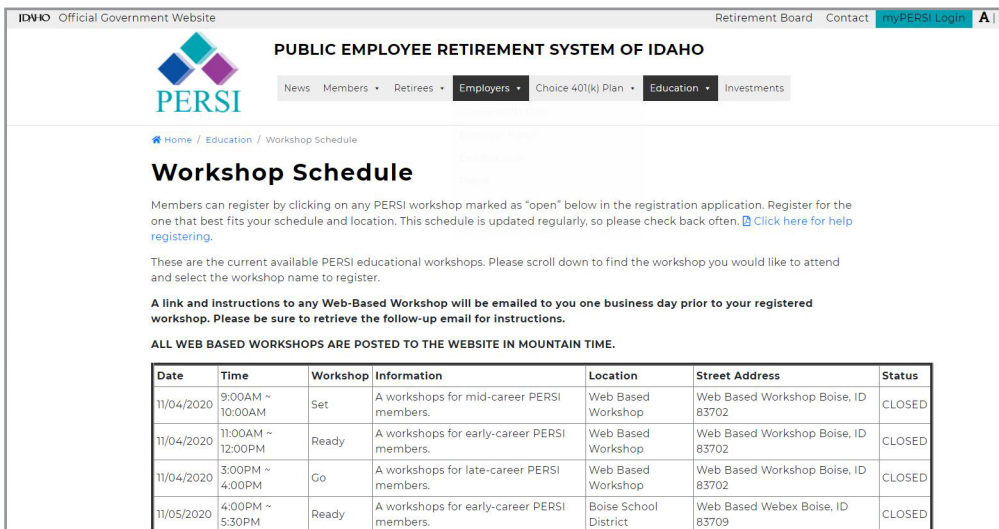 IDAHO Official Government Website
Retirement Board Contact myPERSI Login A |
PERSI
PUBLIC EMPLOYEE RETIREMENT SYSTEM OF IDAHO
News Members Retirees Employers Choice 401(k) Plan Education Investments
Home / Education / Workshop Schedule
Workshop Schedule
Members can register by clicking on any PERSI workshop marked as “open” below in the registration application. Register for the
one that best fits your schedule and location. This schedule is updated regularly, so please check back often. Click here for help
registering.
These are the current available PERSI educational workshops. Please scroll down to find the workshop you would like to attend
and select the workshop name to register.
A link and instructions to any Web-Based Workshop will be emailed to you one business day prior to your registered
workshop. Please be sure to retrieve the follow-up email for instructions.
ALL WEB BASED WORKSHOPS ARE POSTED TO THE WEBSITE IN MOUNTAIN TIME.
Date Time Workshop Information Location Street Address Status
11/04/2020 9:00AM ~ Set A workshops for mid-career PERSI Web Based Web Based Workshop Boise, ID CLOSED
10:00AM members. Workshop 83702
11/04/2020 11:00AM ~ Ready A workshops for early-career PERSI Web Based Web Based Workshop Boise, ID CLOSED
12:00PM members. Workshop 83702
11/04/2020 3:00PM ~ Go A workshops for late-career PERSI Web Based Web Based Workshop Boise, ID CLOSED
4:00PM members. Workshop 83702
11/05/2020 4:00PM ~ Ready A workshops for early-career PERSI Boise School Web Based Webex Boise, ID CLOSED
5:30PM members. District 83709